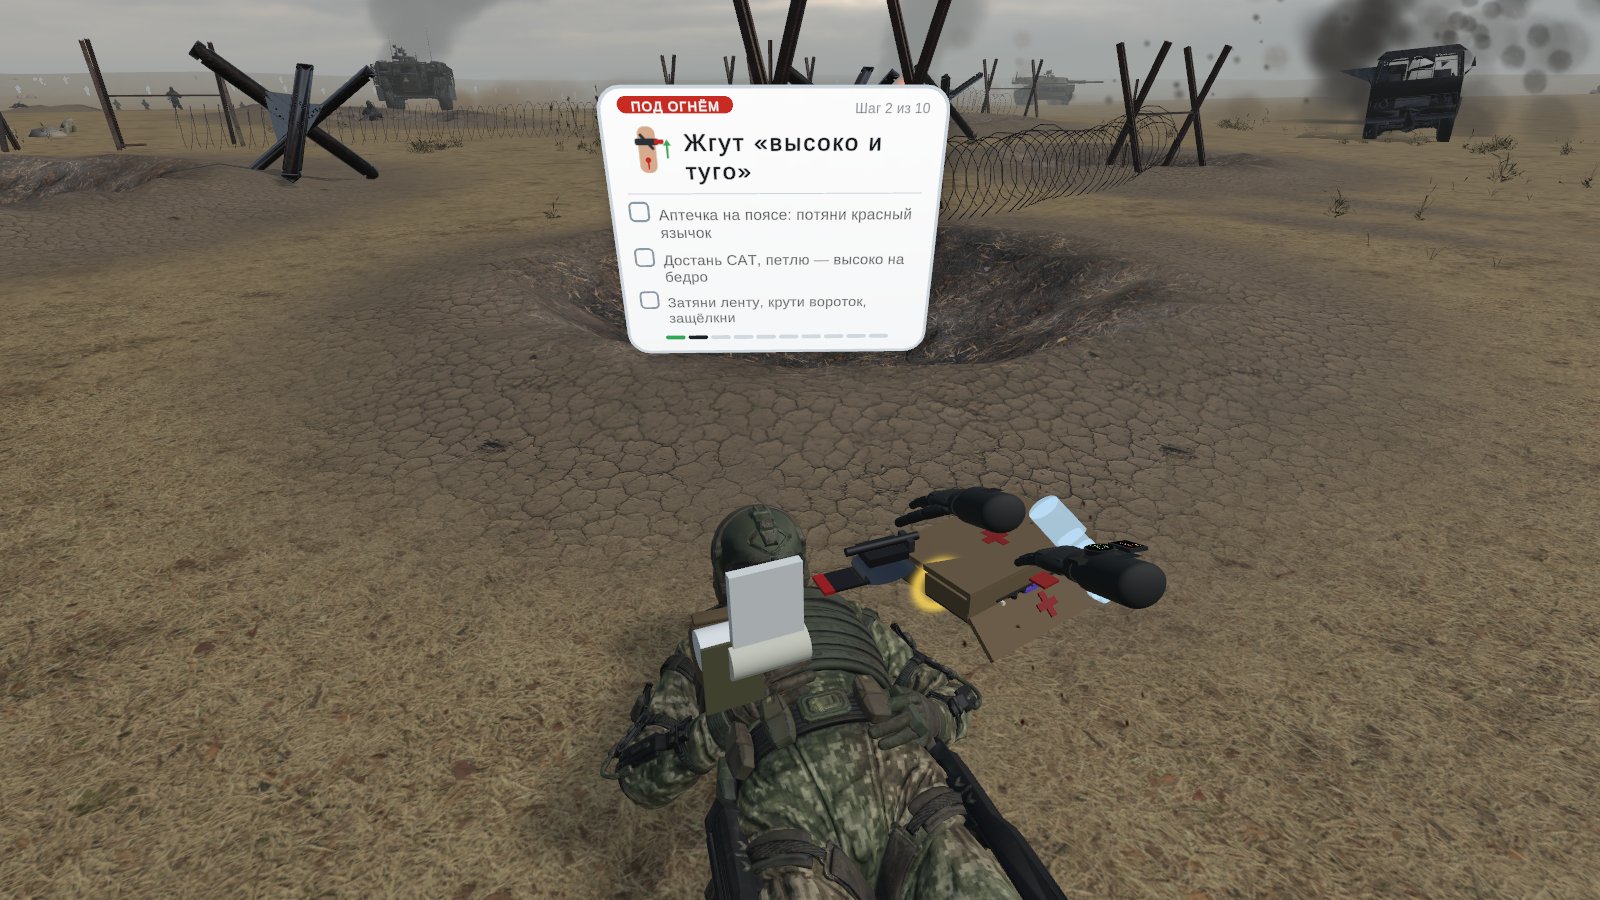 ПОД ОГНЁМ
Шаг 2 из 10
Жгут «высоко и
туго»
Аптечка на поясе: потяни красный
язычок
Достань CAT, петлю — высоко на
бедро
Затяни ленту, крути вороток,
защёлкни